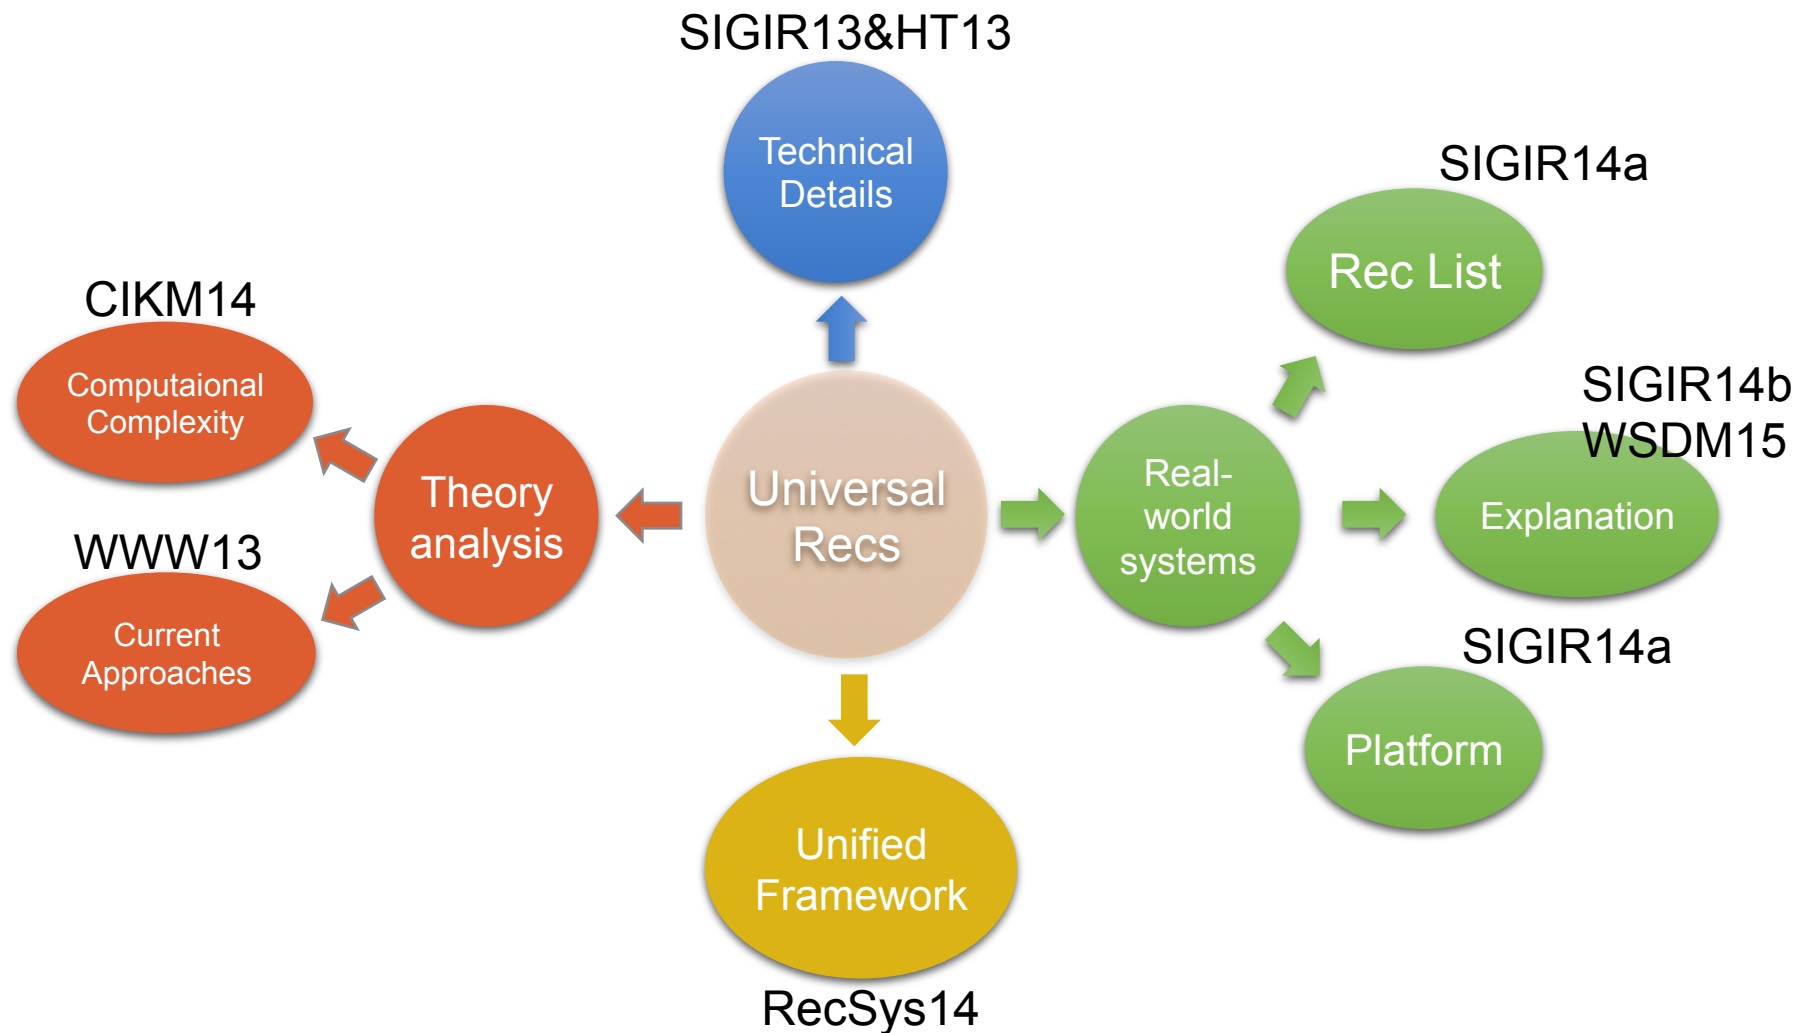 SIGIR13&HT13
Technical
Details
SIGIR14a
Rec List
CIKM14
Computaional
Complexity
SIGIR14b
WSDM15
Theory
analysis
Universal
Recs
Real-
world
systems
Explanation
WWW13
Current
Approaches
SIGIR14a
Platform
Unified
Framework
RecSys14